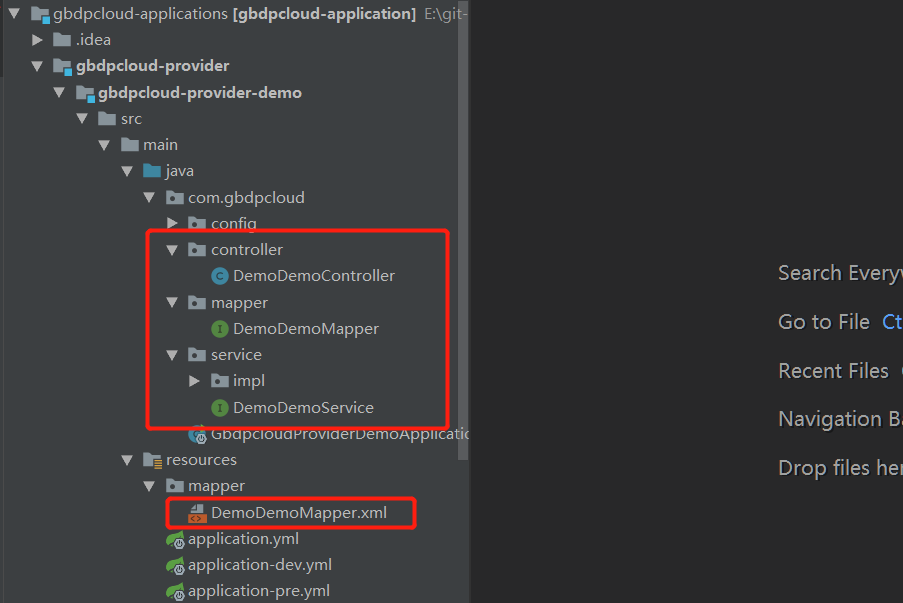 gbdpcloud-applications [gbdpcloud-application] E:\git-
.idea
gbdpcloud-provider
gbdpcloud-provider-demo
src
main
java
com.gbdpcloud
config
controller
DemoDemoController
mapper
DemoDemoMapper
service
impl
DemoDemoService
GbdpcloudProviderDemoApplicatio
resources
mapper
DemoDemoMapper.xml
application.yml
application-dev.yml
application-pre.yml
Search Everyw
Go to File Ct
Recent Files
Navigation Ba
Drop files her